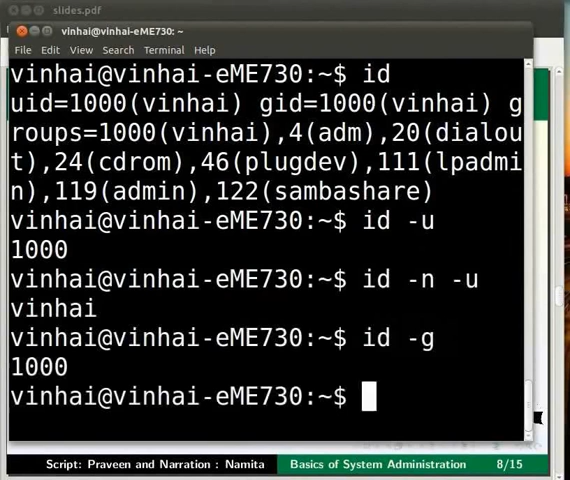 slides.pdf
vinhai@vinhai-eME730: ~
File Edit View Search Terminal Help
vinhai@vinhai-eME730:~$ id
uid=1000(vinhai) gid=1000(vinhai) g
roups=1000(vinhai),4(adm),20(dialou
t),24(cdrom),46(plugdev),111(lpadmi
n),119(admin),122(sambashare)
vinhai@vinhai-eME730:~$ id -u
1000
vinhai@vinhai-eME730:~$ id -n -u
vinhai
vinhai@vinhai-eME730:~$ id -g
1000
vinhai@vinhai-eME730:~$
Script: Praveen and Narration : Namita Basics of System Administration 8/15